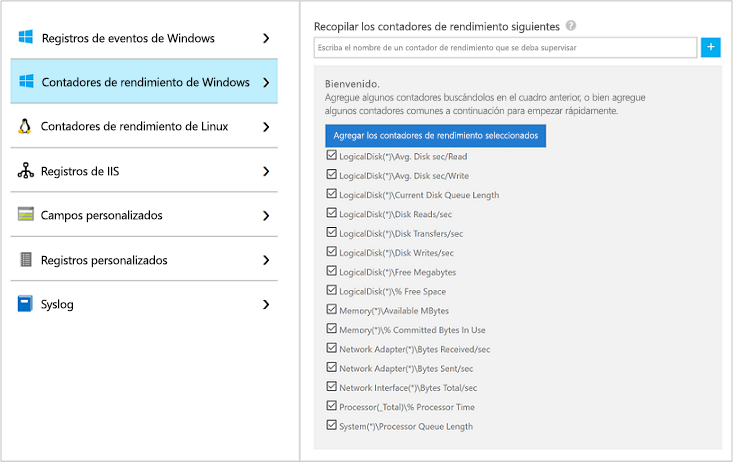 Registros de eventos de Windows
Contadores de rendimiento de Windows
Contadores de rendimiento de Linux
Registros de IIS
Campos personalizados
Registros personalizados
Syslog
Recopilar los contadores de rendimiento siguientes ?
Escriba el nombre de un contador de rendimiento que se deba supervisar
+
Bienvenido.
Agregue algunos contadores buscándolos en el cuadro anterior, o bien agregue
algunos contadores comunes a continuación para empezar rápidamente.
Agregar los contadores de rendimiento seleccionados
LogicalDisk(*)\Avg. Disk sec/Read
LogicalDisk(*)\Avg. Disk sec/Write
LogicalDisk(*)\Current Disk Queue Length
LogicalDisk(*)\Disk Reads/sec
LogicalDisk(*)\Disk Transfers/sec
LogicalDisk(*)\Disk Writes/sec
LogicalDisk(*)\Free Megabytes
LogicalDisk(*)\% Free Space
Memory(*)\Available MBytes
Memory(*)\% Committed Bytes In Use
Network Adapter(*)\Bytes Received/sec
Network Adapter(*)\Bytes Sent/sec
Network Interface(*)\Bytes Total/sec
Processor(_Total)\% Processor Time
System(*)\Processor Queue Length